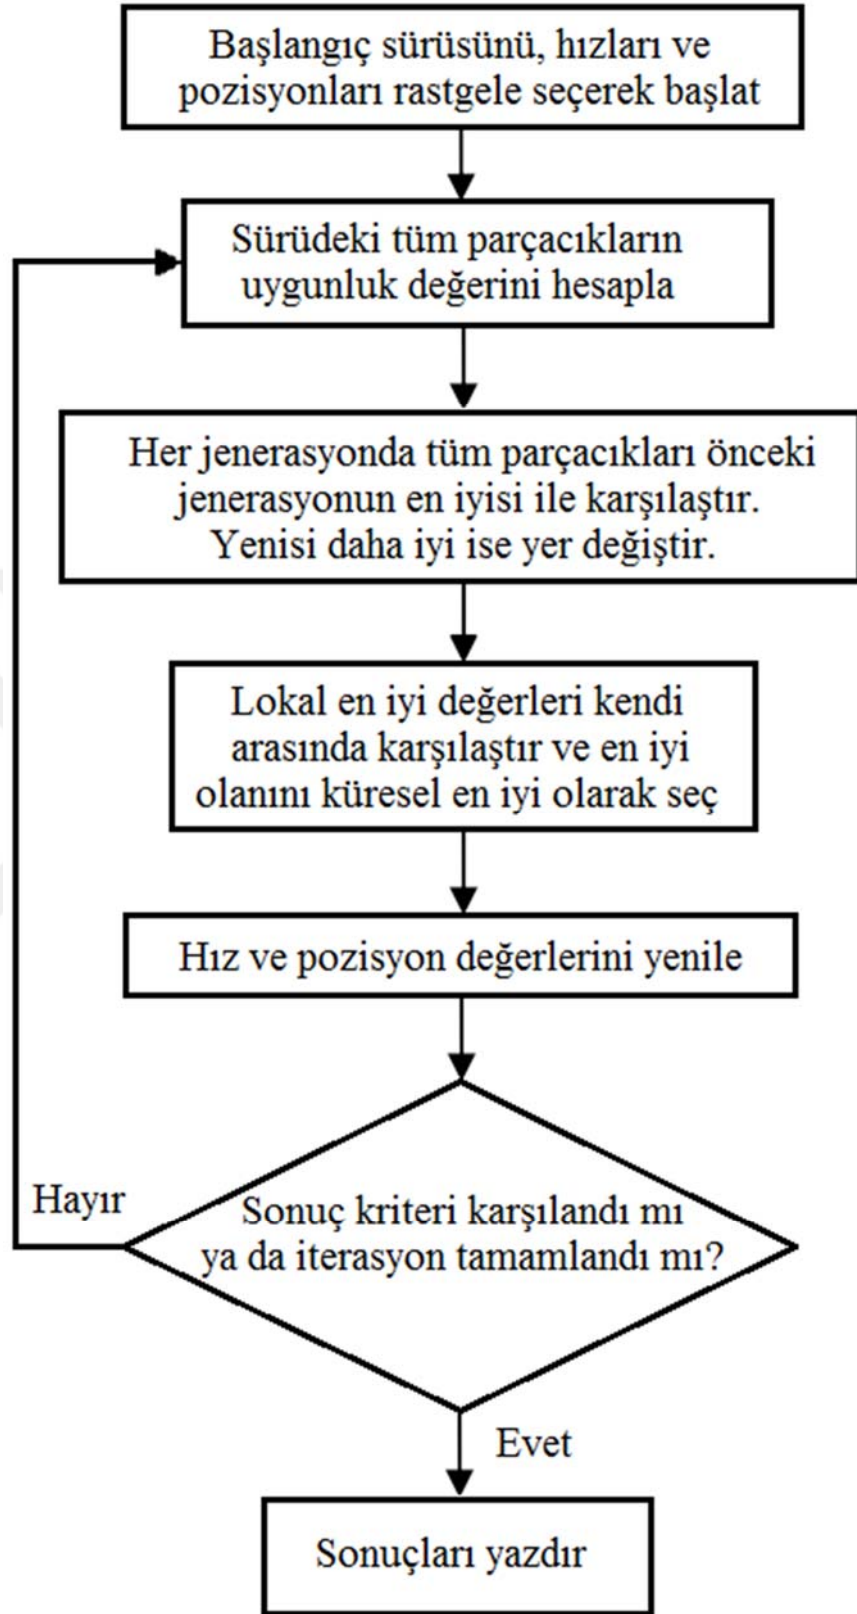 Başlangıç sürüsünü, hızları ve
pozisyonları rastgele seçerek başlat
Sürüdeki tüm parçacıkların
uygunluk değerini hesapla
Her jenerasyonda tüm parçacıkları önceki
jenerasyonun en iyisi ile karşılaştır.
Yenisi daha iyi ise yer değiştir.
Lokal en iyi değerleri kendi
arasında karşılaştır ve en iyi
olanını küresel en iyi olarak seç
Hız ve pozisyon değerlerini yenile
Hayır
Sonuç kriteri karşılandı mı
ya da iterasyon tamamlandı mı?
Evet
Sonuçları yazdır